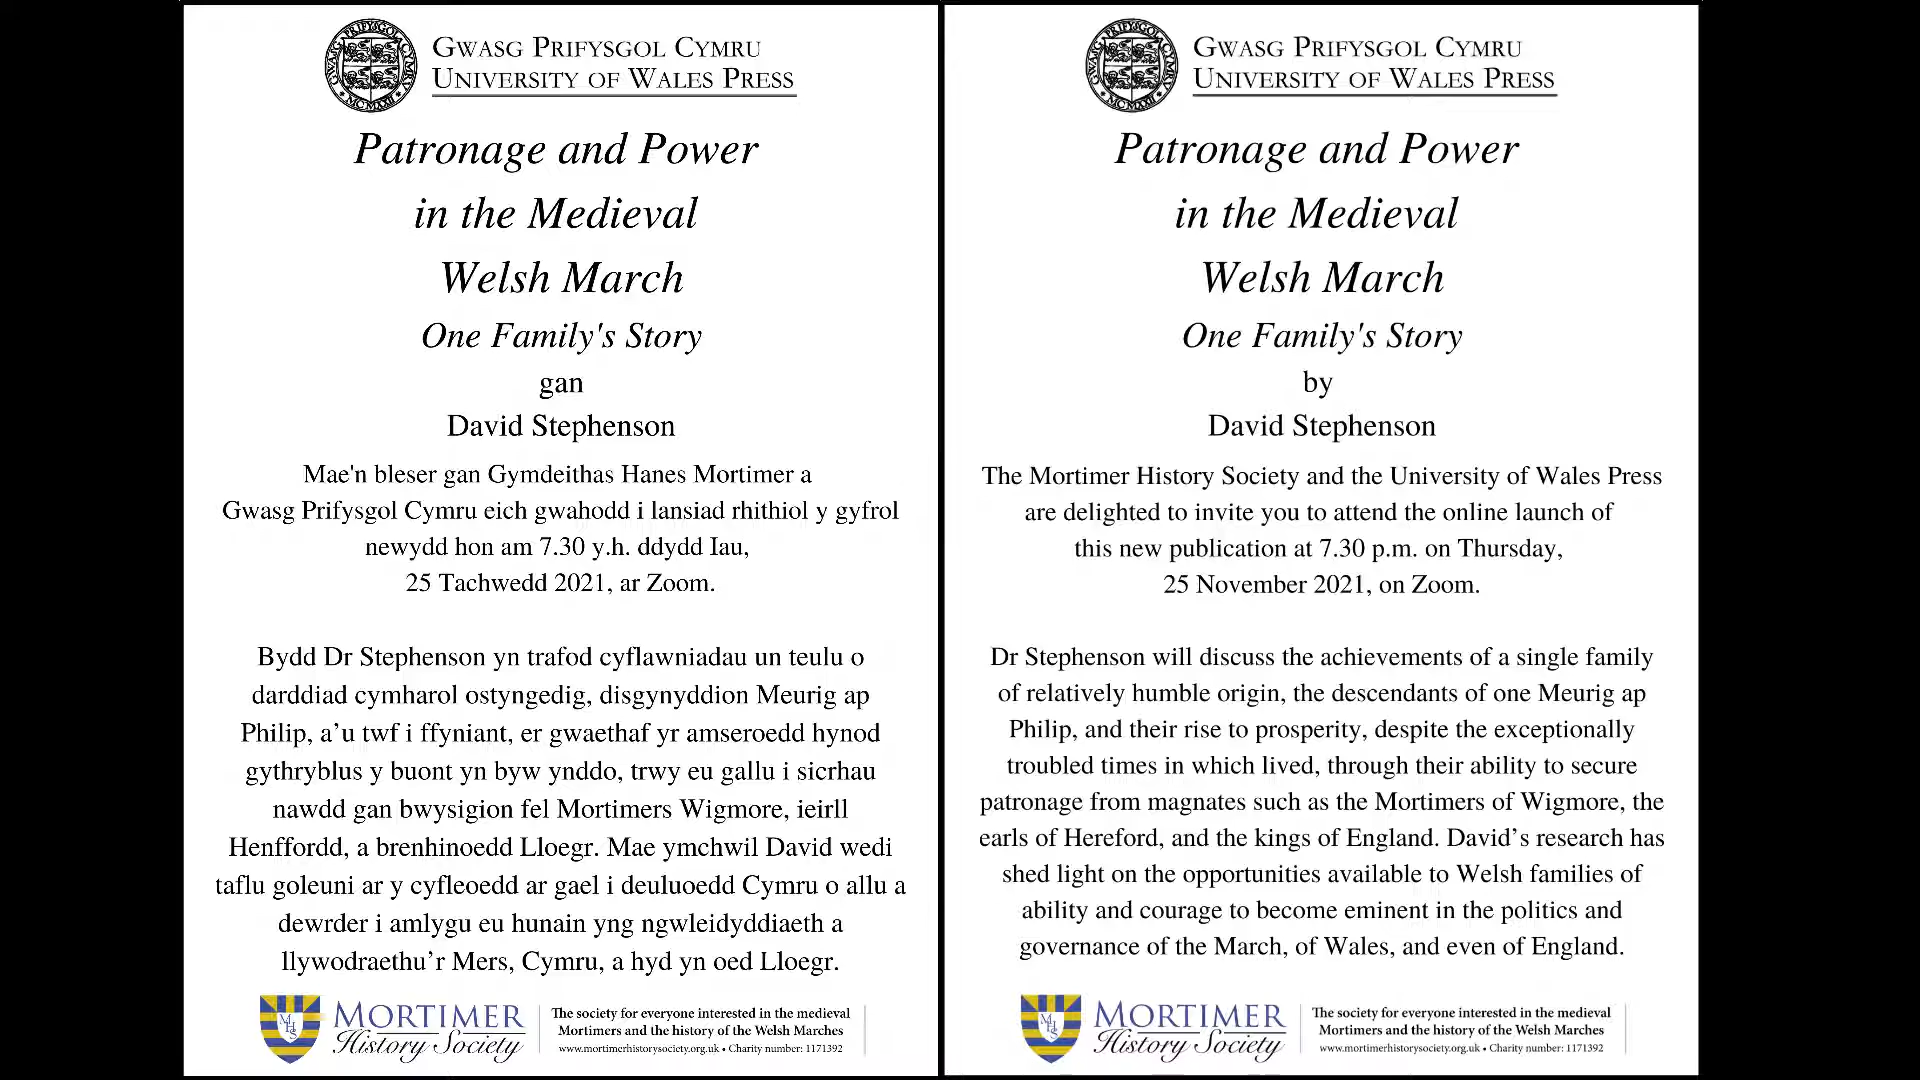 GWASG PRIFYSGOL CYMRU
UNIVERSITY OF WALES PRESS
Patronage and Power
in the Medieval
Welsh March
One Family's Story
gan
David Stephenson
Mae'n bleser gan Gymdeithas Hanes Mortimer a
Gwasg Prifysgol Cymru eich gwahodd i lansiad rhithiol y gyfrol
newydd hon am 7.30 y.h. ddydd Iau,
25 Tachwedd 2021, ar Zoom.
Bydd Dr Stephenson yn trafod cyflawniadau un teulu o
darddiad cymharol ostyngedig, disgynyddion Meurig ap
Philip, a’u twf i ffyniant, er gwaethaf yr amseroedd hynod
gythryblus y buont yn byw ynddo, trwy eu gallu i sicrhau
nawdd gan bwysigion fel Mortimers Wigmore, ieirll
Henffordd, a brenhinoedd Lloegr. Mae ymchwil David wedi
taflu goleuni ar y cyfleoedd ar gael i deuluoedd Cymru o allu a
dewrder i amlygu eu hunain yng ngwleidyddiaeth a
llywodraethu’r Mers, Cymru, a hyd yn oed Lloegr.
MHS
MORTIMER
History Society
The society for everyone interested in the medieval
Mortimers and the history of the Welsh Marches
www.mortimerhistorysociety.org.uk • Charity number: 1171392
GWASG PRIFYSGOL CYMRU
UNIVERSITY OF WALES PRESS
Patronage and Power
in the Medieval
Welsh March
One Family's Story
by
David Stephenson
The Mortimer History Society and the University of Wales Press
are delighted to invite you to attend the online launch of
this new publication at 7.30 p.m. on Thursday,
25 November 2021, on Zoom.
Dr Stephenson will discuss the achievements of a single family
of relatively humble origin, the descendants of one Meurig ap
Philip, and their rise to prosperity, despite the exceptionally
troubled times in which lived, through their ability to secure
patronage from magnates such as the Mortimers of Wigmore, the
earls of Hereford, and the kings of England. David’s research has
shed light on the opportunities available to Welsh families of
ability and courage to become eminent in the politics and
governance of the March, of Wales, and even of England.
MHS
MORTIMER
History Society
The society for everyone interested in the medieval
Mortimers and the history of the Welsh Marches
www.mortimerhistorysociety.org.uk • Charity number: 1171392